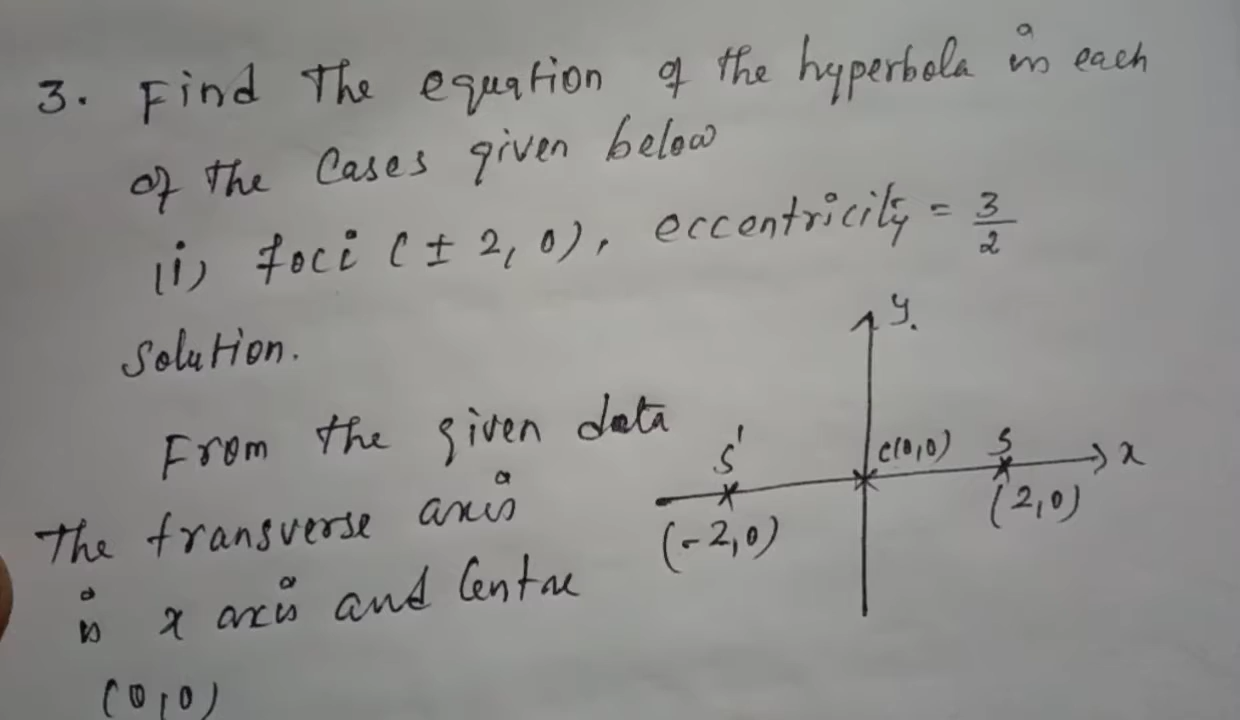 3. Find The equation of the hyperbola in each
of the Cases given below
(i) foci (± 2, 0), eccentricity = 3/2
Solution.
From the given data
The transverse axis
is x axis and Centre
(0,0)
y.
S'
C(0,0)
S
x
(-2,0)
(2,0)